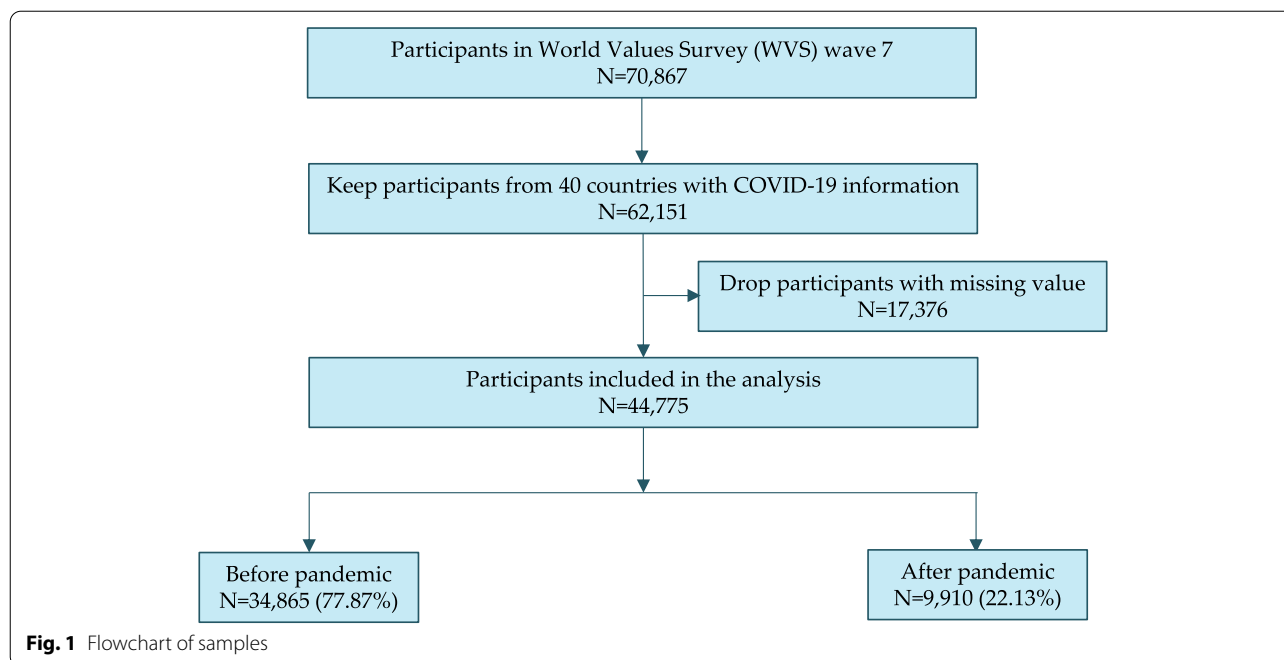 Participants in World Values Survey (WVS) wave 7
N=70,867
Keep participants from 40 countries with COVID-19 information
N=62,151
Drop participants with missing value
N=17,376
Participants included in the analysis
N=44,775
Before pandemic
N=34,865 (77.87%)
After pandemic
N=9,910 (22.13%)
Fig. 1 Flowchart of samples